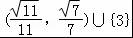 (√11/11, √7/7) ∪ {3}